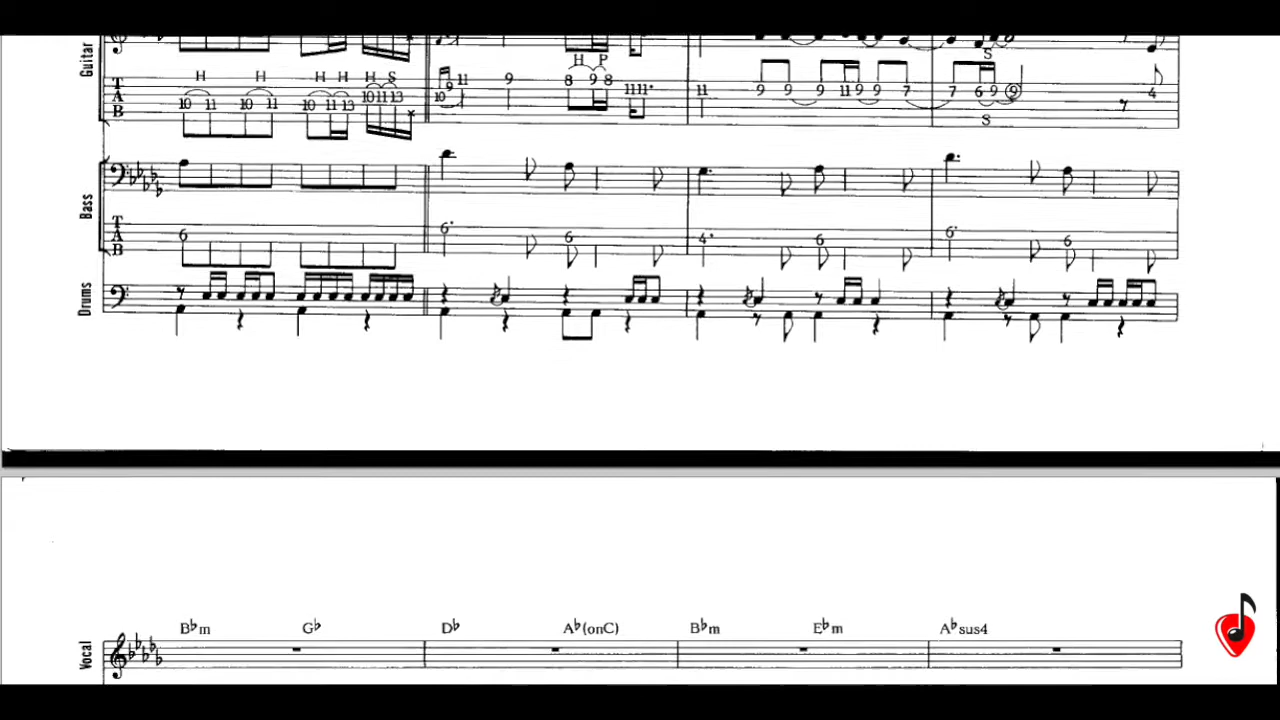 Guitar
H H H H H S H P S
T A B 10 11 10 11 10 11 13 10 11 13 10 9 11 9 8 9 8 11 11 11 9 9 9 11 9 9 7 7 6 9 9 4
S
Bass
T A B 6 6 6 4 6 6 6
Drums
B♭m G♭ D♭ A♭(onC) B♭m E♭m A♭sus4
Vocal